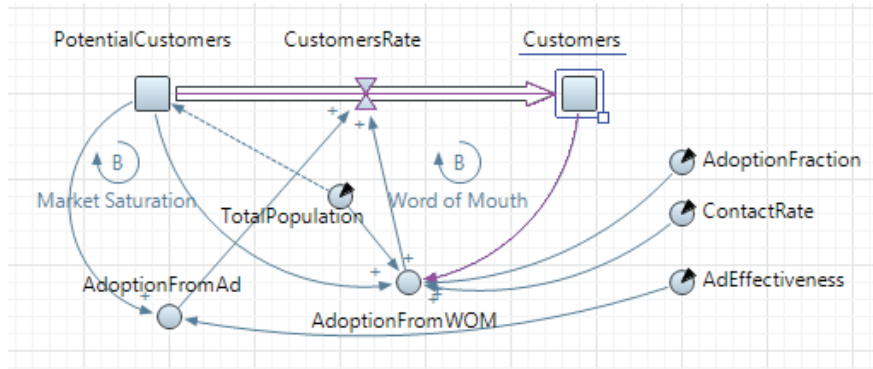 PotentialCustomers
CustomersRate
Customers
+
+
B
B
AdoptionFraction
Market Saturation
Word of Mouth
TotalPopulation
ContactRate
+
+
AdoptionFromAd
AdEffectiveness
+
+
+
AdoptionFromWOM